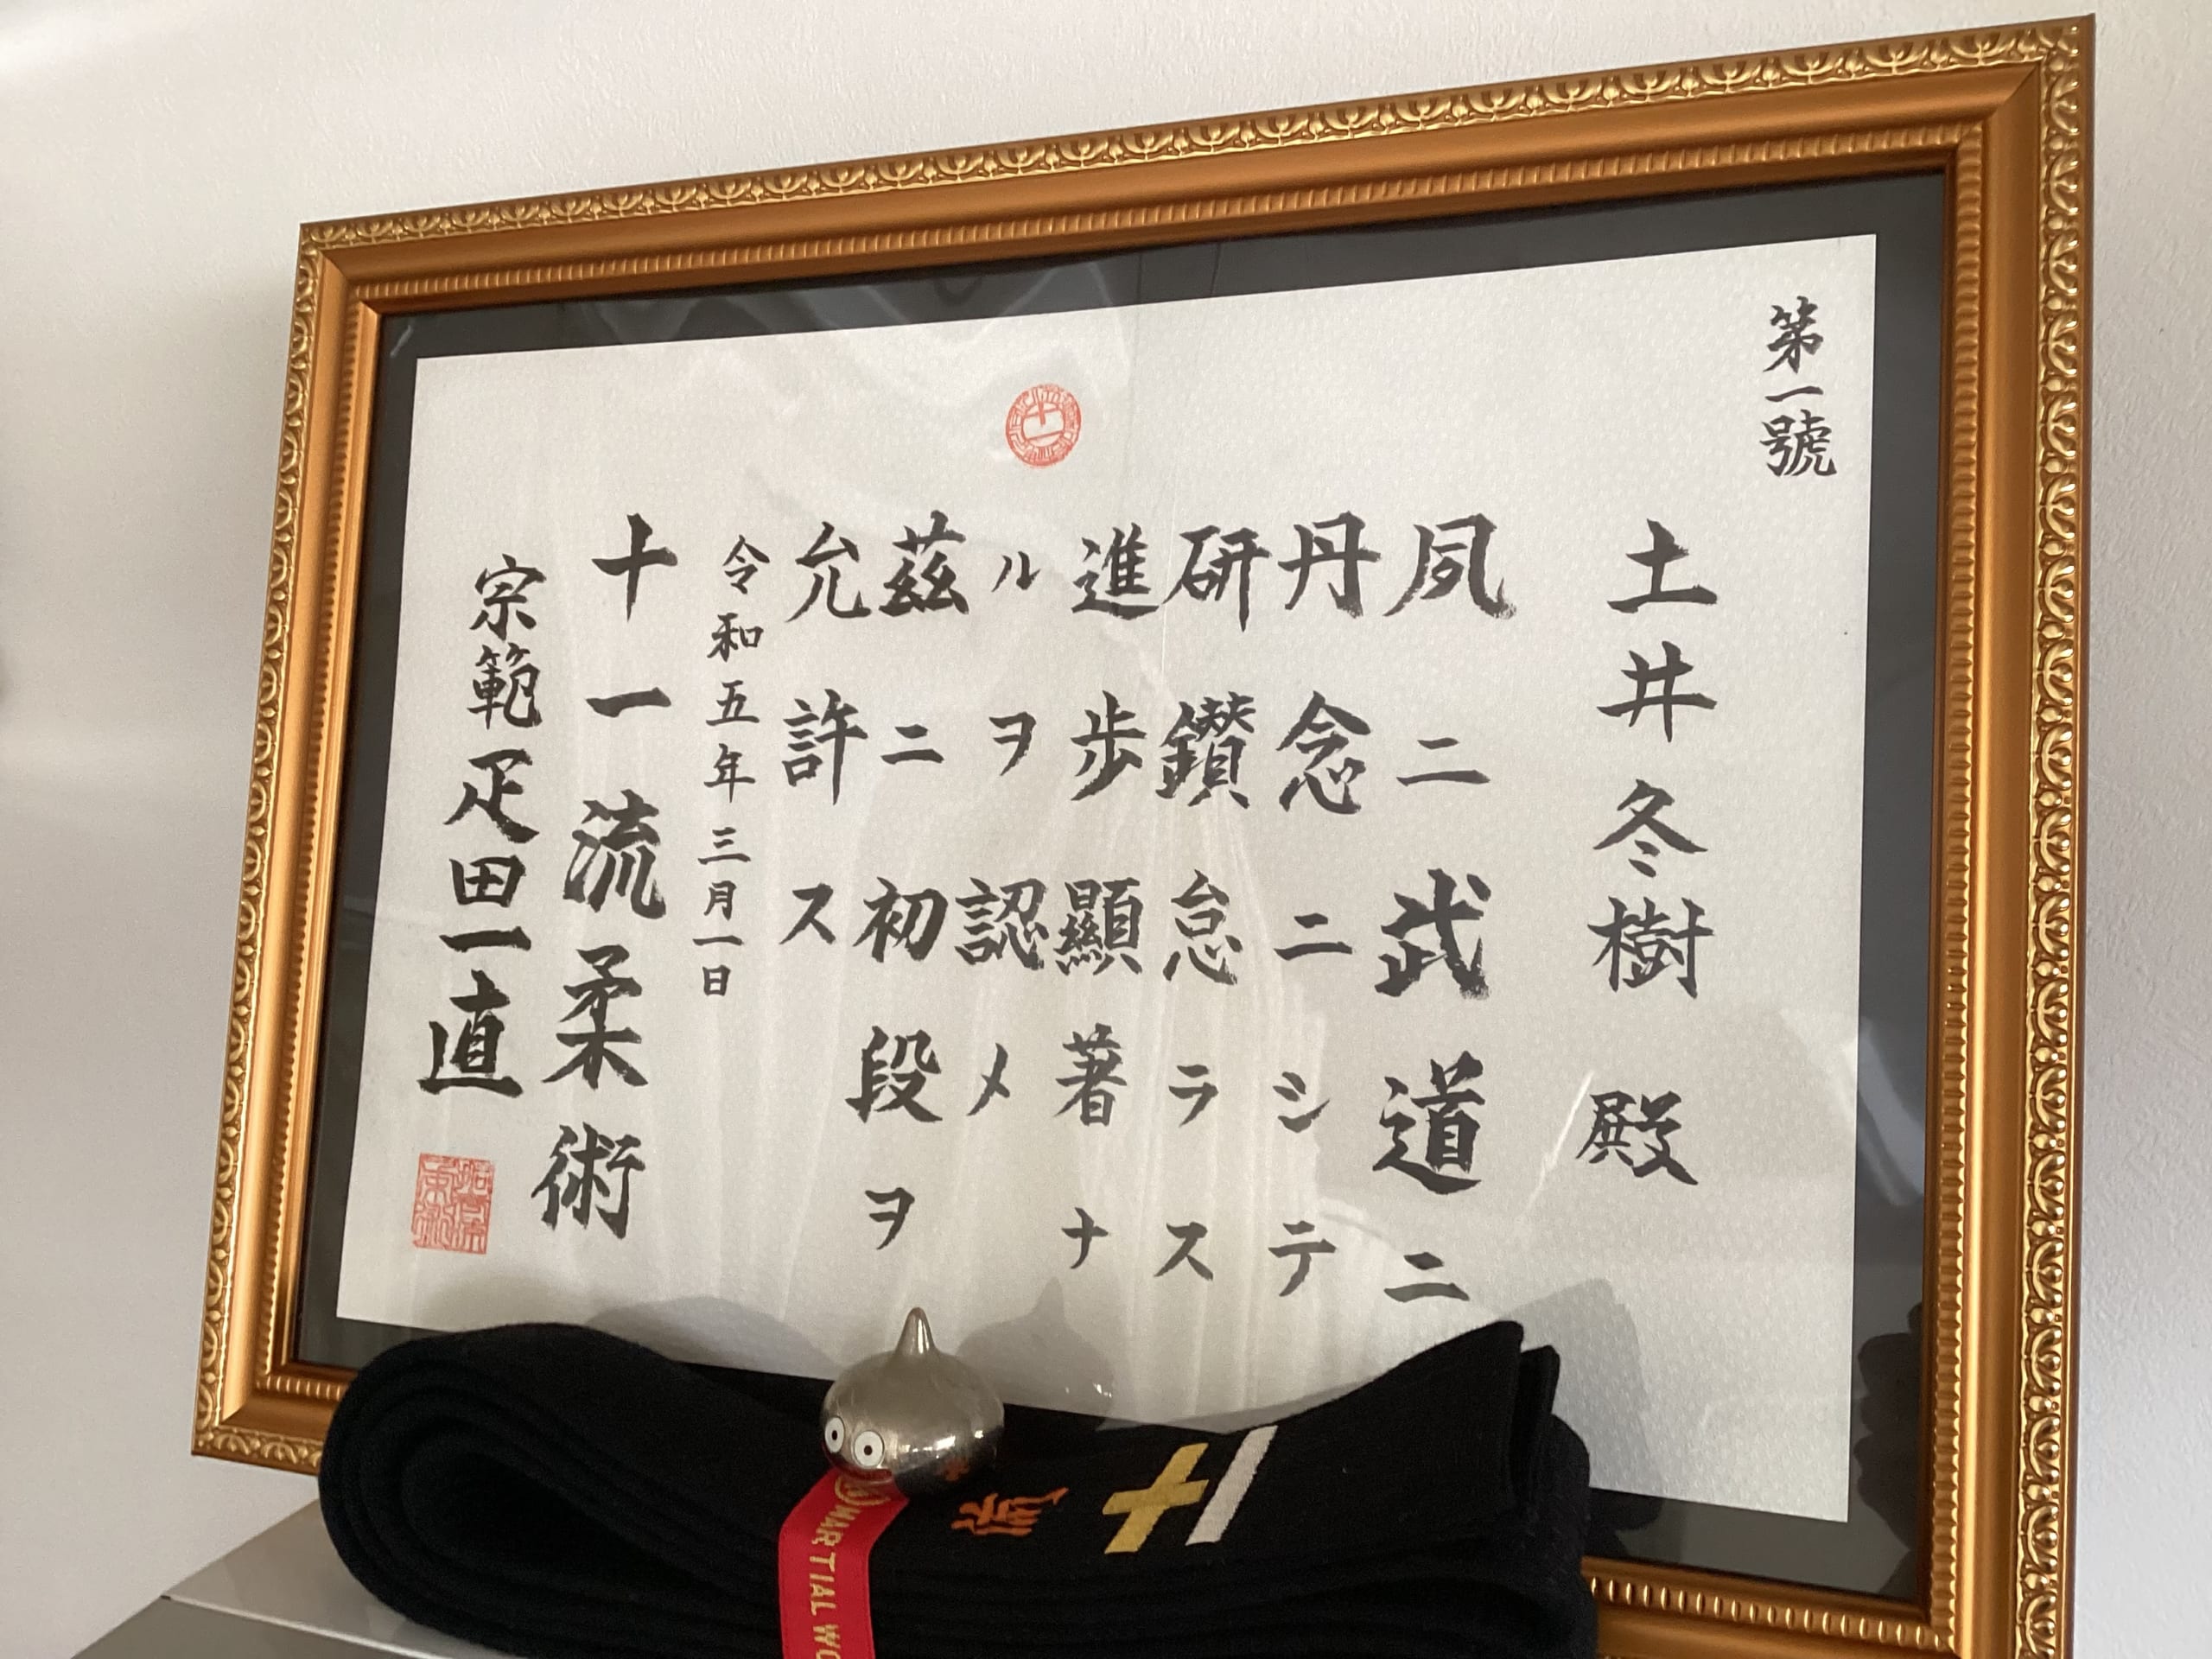 第一號
土井冬樹 殿
夙ニ武道ニ
丹念ニシテ
研鑽怠ラス
進歩顯著ナ
ルヲ認メ
茲ニ初段ヲ
允許ス
令和五年三月一日
十一流柔術
宗範疋田一直
MARTIAL WO